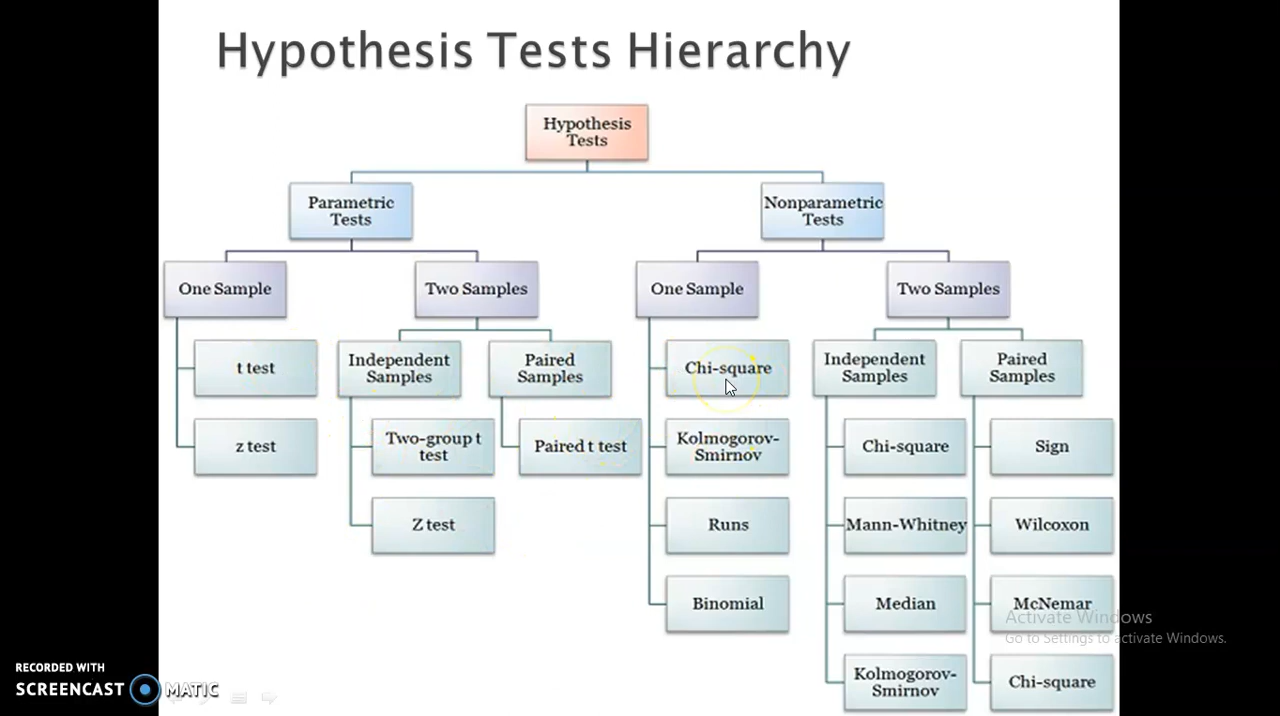 Hypothesis Tests Hierarchy
Hypothesis
Tests
Parametric
Tests
Nonparametric
Tests
One Sample
Two Samples
One Sample
Two Samples
t test
Independent
Samples
Paired
Samples
Chi-square
Independent
Samples
Paired
Samples
z test
Two-group t
test
Paired t test
Kolmogorov-
Smirnov
Chi-square
Sign
Z test
Runs
Mann-Whitney
Wilcoxon
Binomial
Median
McNemar
Activate Windows
Go to Settings to activate Windows.
Kolmogorov-
Smirnov
Chi-square
RECORDED WITH
SCREENCAST MATIC